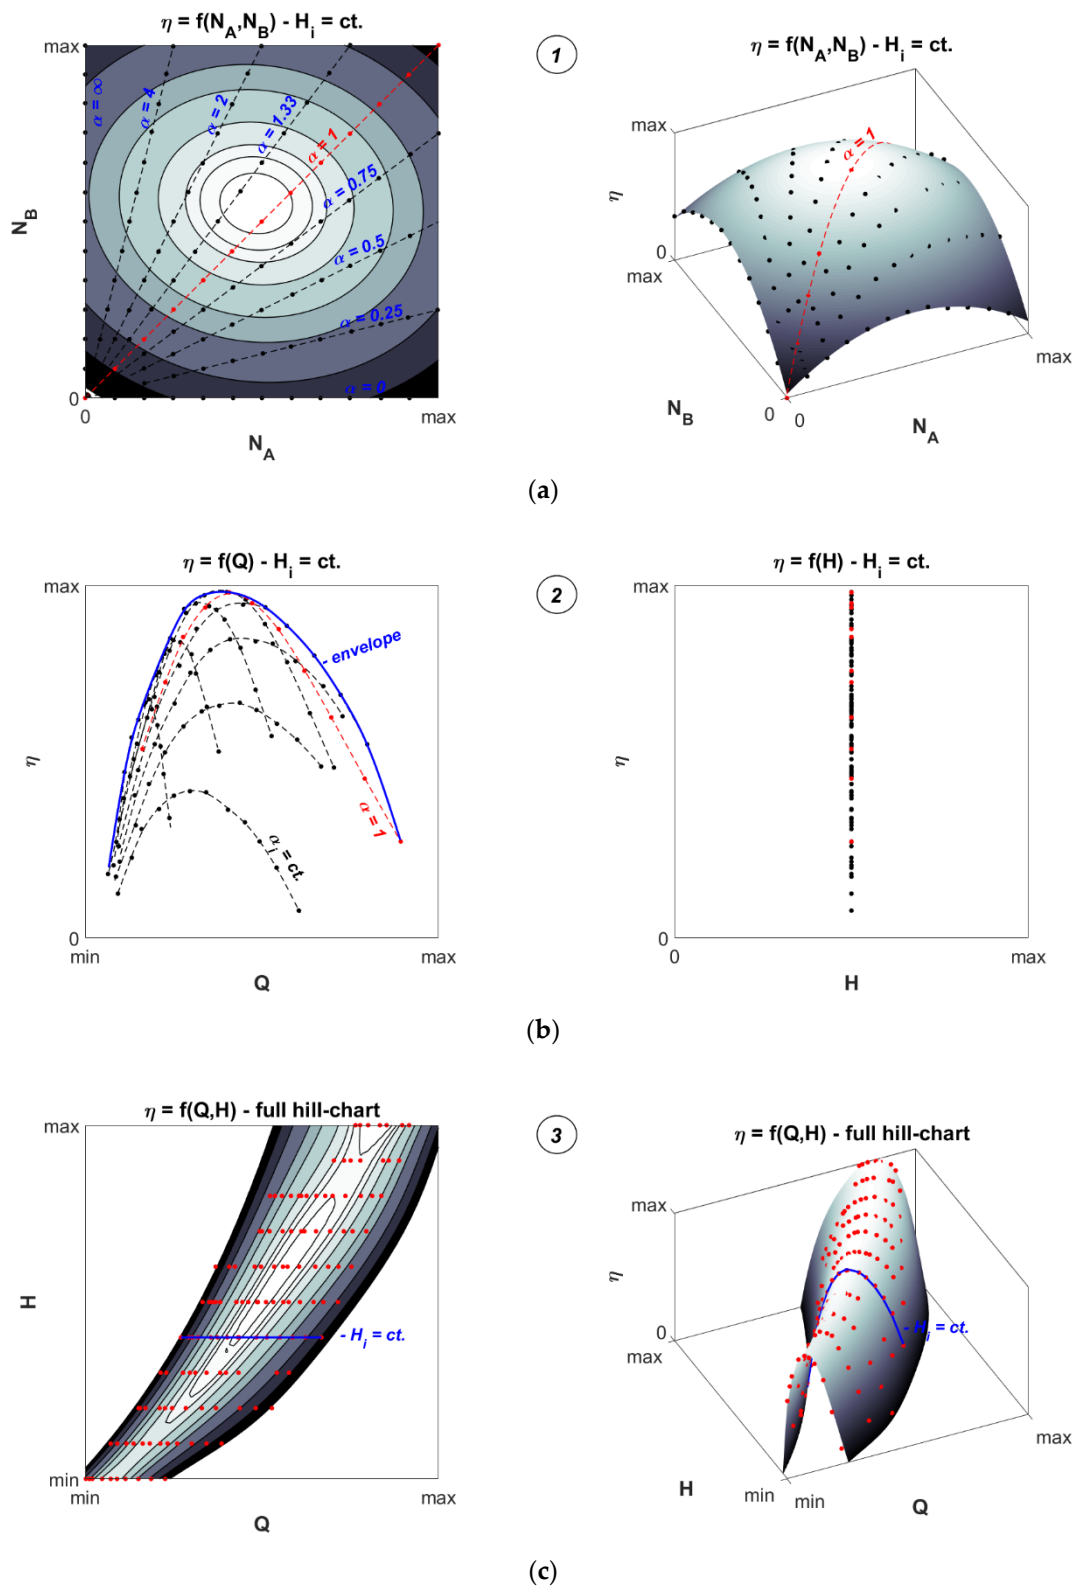 η = f(N_A,N_B) - H_i = ct.
max
N_B
0
0
max
N_A
α = ∞
α = 4
α = 2
α = 1.33
α = 1
α = 0.75
α = 0.5
α = 0.25
α = 0
1
η = f(N_A,N_B) - H_i = ct.
max
η
0
max
N_B
0
0
N_A
max
α = 1
(a)
η = f(Q) - H_i = ct.
max
η
0
min
max
Q
- envelope
α = 1
α_i = ct.
2
η = f(H) - H_i = ct.
max
η
0
0
max
H
(b)
η = f(Q,H) - full hill-chart
max
H
min
min
max
Q
- H_i = ct.
3
η = f(Q,H) - full hill-chart
max
η
0
max
H
min
min
Q
max
- H_i = ct.
(c)